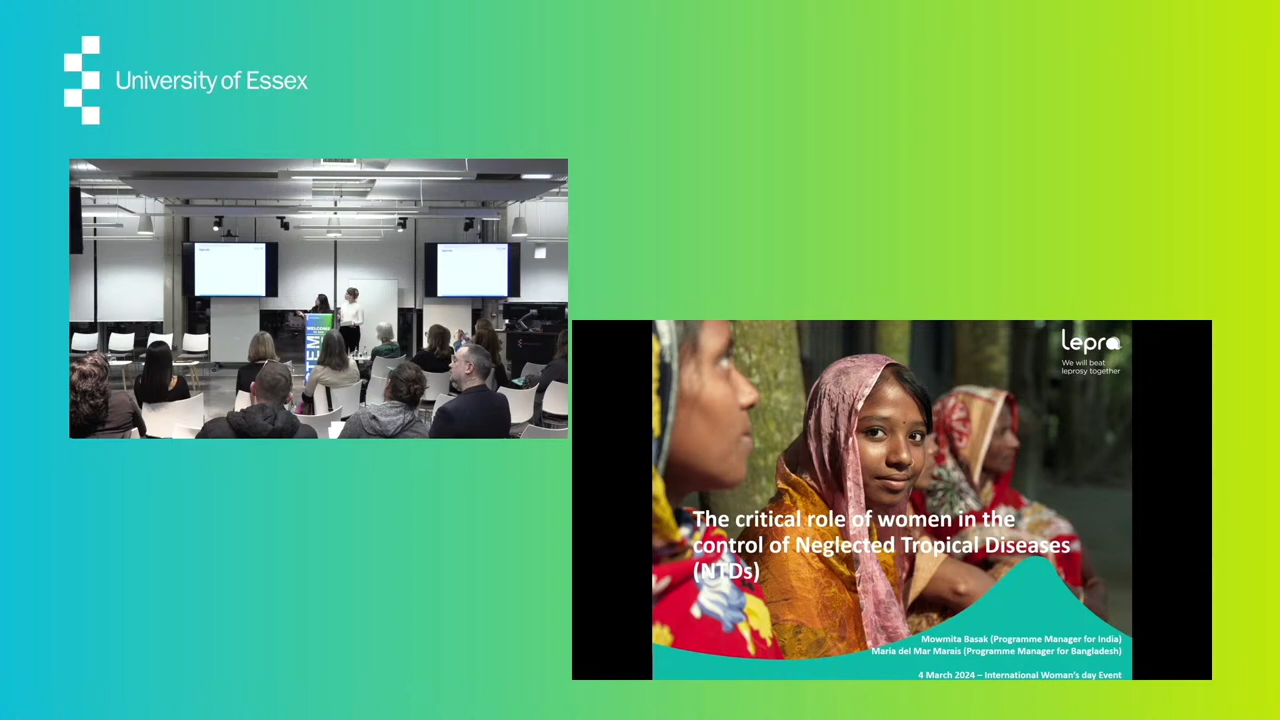 University of Essex
WELCOME
STEM
lepra
We will beat
leprosy together
The critical role of women in the
control of Neglected Tropical Diseases
(NTDs)
Mowmita Basak (Programme Manager for India)
Maria del Mar Marais (Programme Manager for Bangladesh)
4 March 2024 – International Woman's day Event